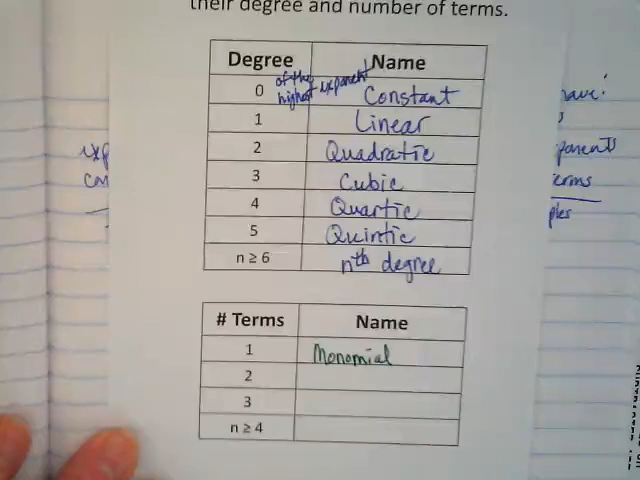 their degree and number of terms.
Degree Name
of the
highest exponent
0 Constant
1 Linear
2 Quadratic
3 Cubic
4 Quartic
5 Quintic
n ≥ 6 nth degree
# Terms Name
1 Monomial
2
3
n ≥ 4